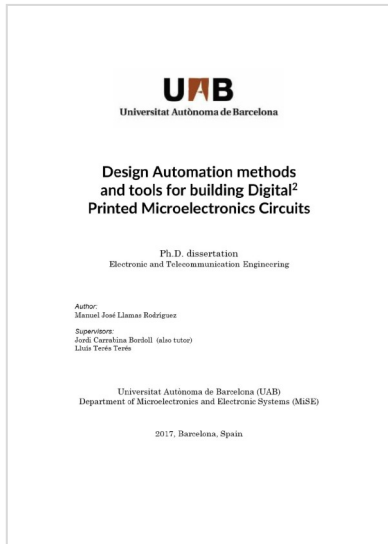 UAB
Universitat Autònoma de Barcelona
Design Automation methods
and tools for building Digital²
Printed Microelectronics Circuits
Ph.D. dissertation
Electronic and Telecommunication Engineering
Author:
Manuel José Llamas Rodríguez
Supervisors:
Jordi Carrabina Bordoll (also tutor)
Lluís Terés Terés
Universitat Autònoma de Barcelona (UAB)
Department of Microelectronics and Electronic Systems (MiSE)
2017, Barcelona, Spain